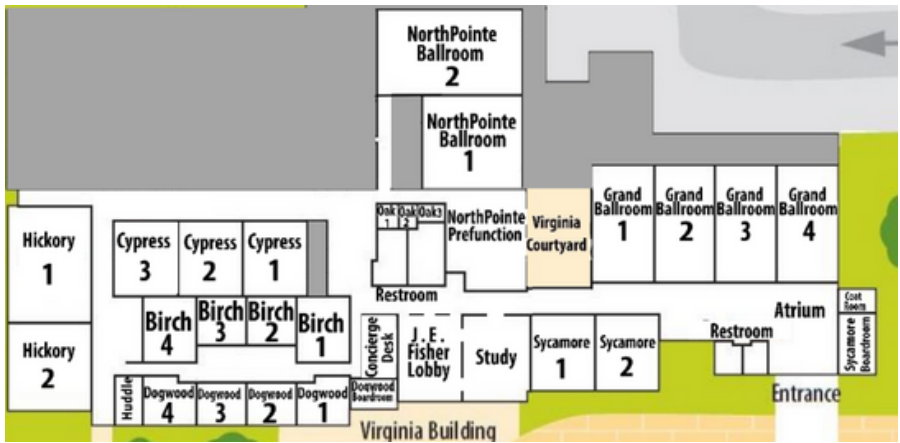 NorthPointe
Ballroom
2
NorthPointe
Ballroom
1
Hickory
1
Hickory
2
Cypress
3
Cypress
2
Cypress
1
Birch
4
Birch
3
Birch
2
Birch
1
Oak
1
Oak
2
Oak3
Restroom
NorthPointe
Prefunction
Virginia
Courtyard
Grand
Ballroom
1
Grand
Ballroom
2
Grand
Ballroom
3
Grand
Ballroom
4
Huddle
Dogwood
4
Dogwood
3
Dogwood
2
Dogwood
1
Concierge
Desk
Dogwood
Boardroom
J. E.
Fisher
Lobby
Study
Sycamore
1
Sycamore
2
Restroom
Atrium
Coat
Room
Sycamore
Boardroom
Entrance
Virginia Building